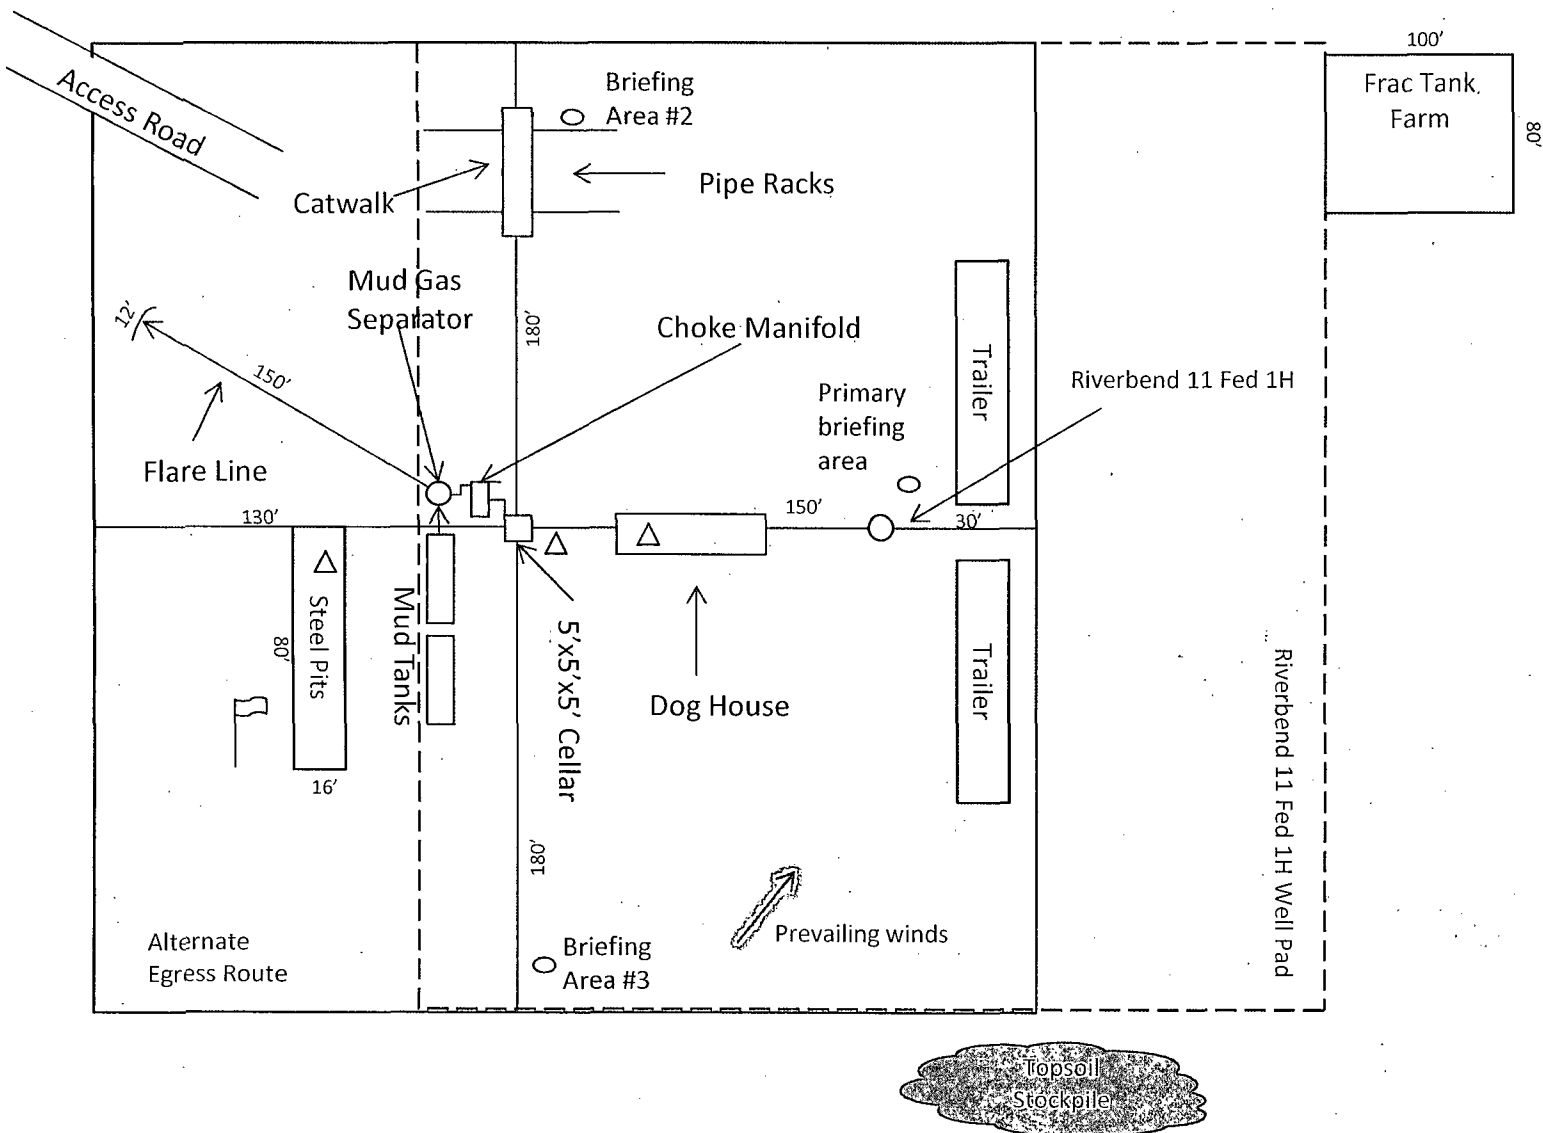 100'
Frac Tank
Farm
80'
Access Road
Briefing
Area #2
Catwalk
Pipe Racks
Mud Gas
Separator
180'
Choke Manifold
12'
150'
Flare Line
Trailer
Riverbend 11 Fed 1H
Primary
briefing
area
130'
150'
30'
Steel Pits
80'
16'
Mud Tanks
5'x5'x5' Cellar
Dog House
Trailer
Riverbend 11 Fed 1H Well Pad
180'
Prevailing winds
Alternate
Egress Route
Briefing
Area #3
Topsoil
Stockpile